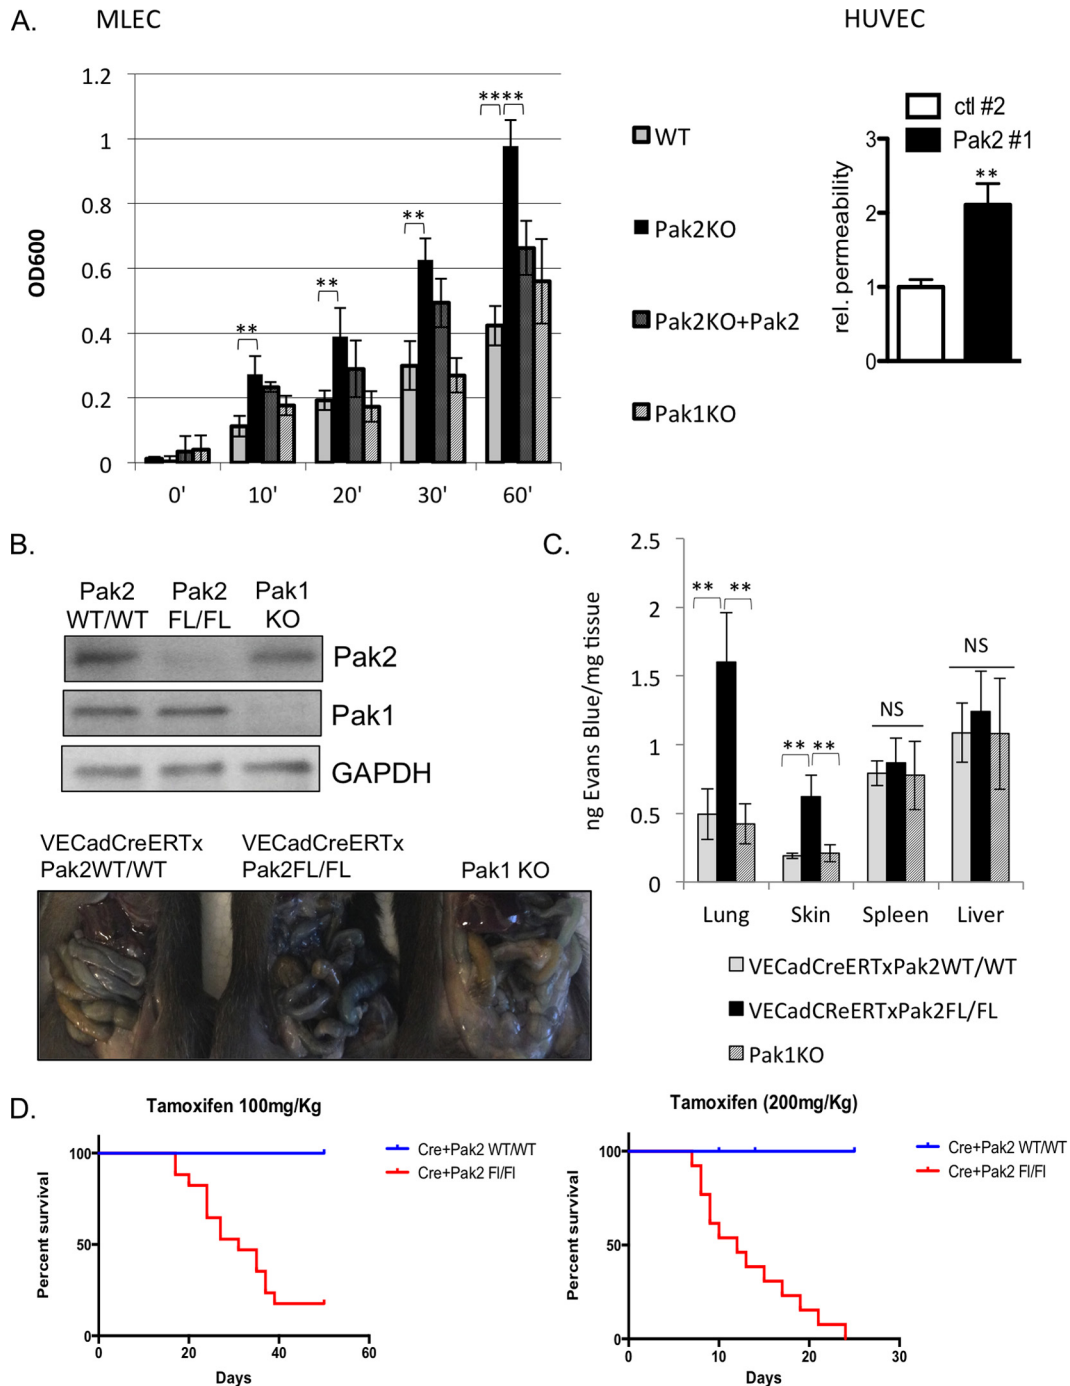 A.
MLEC
HUVEC
1.2
1
0.8
0.6
0.4
0.2
0
OD600
**
**
**
****
0'
10'
20'
30'
60'
WT
Pak2KO
Pak2KO+Pak2
Pak1KO
ctl #2
Pak2 #1
3
2
1
0
rel. permeability
**
B.
Pak2 WT/WT
Pak2 FL/FL
Pak1 KO
Pak2
Pak1
GAPDH
VECadCreERTx
Pak2WT/WT
VECadCreERTx
Pak2FL/FL
Pak1 KO
C.
2.5
2
1.5
1
0.5
0
ng Evans Blue/mg tissue
**
**
**
**
NS
NS
Lung
Skin
Spleen
Liver
VECadCreERTxPak2WT/WT
VECadCReERTxPak2FL/FL
Pak1KO
D.
Tamoxifen 100mg/Kg
100
50
0
Percent survival
0
20
40
60
Days
Cre+Pak2 WT/WT
Cre+Pak2 Fl/Fl
Tamoxifen (200mg/Kg)
100
50
0
Percent survival
0
10
20
30
Days
Cre+Pak2 WT/WT
Cre+Pak2 Fl/Fl